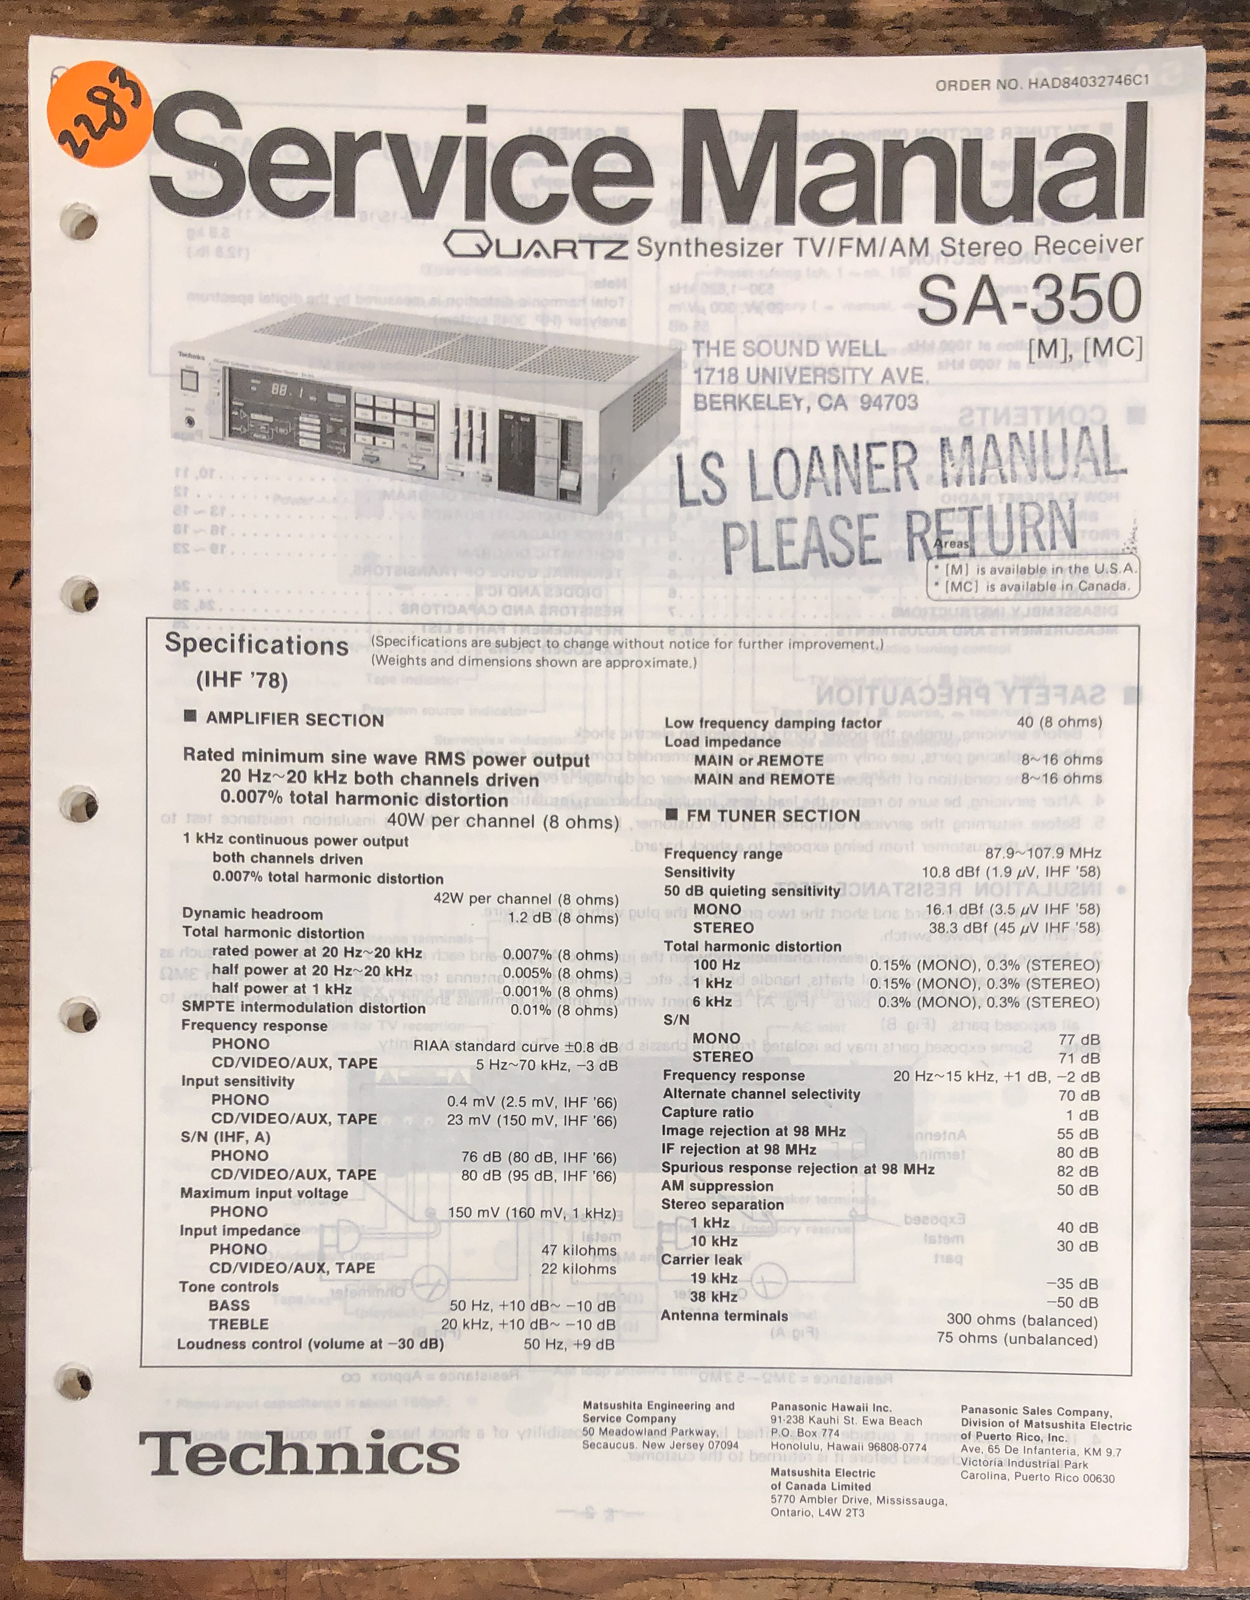 ORDER NO. HAD84032746C1
2283
Service Manual
QUARTZ Synthesizer TV/FM/AM Stereo Receiver
SA-350
[M], [MC]
THE SOUND WELL
1718 UNIVERSITY AVE.
BERKELEY, CA 94703
LS LOANER MANUAL
PLEASE RETURN
Technics
88.1
Areas
* [M] is available in the U.S.A.
* [MC] is available in Canada.
Specifications (Specifications are subject to change without notice for further improvement.)
(Weights and dimensions shown are approximate.)
(IHF '78)
■ AMPLIFIER SECTION
Rated minimum sine wave RMS power output
20 Hz~20 kHz both channels driven
0.007% total harmonic distortion
40W per channel (8 ohms)
1 kHz continuous power output
both channels driven
0.007% total harmonic distortion
42W per channel (8 ohms)
Dynamic headroom 1.2 dB (8 ohms)
Total harmonic distortion
rated power at 20 Hz~20 kHz 0.007% (8 ohms)
half power at 20 Hz~20 kHz 0.005% (8 ohms)
half power at 1 kHz 0.001% (8 ohms)
SMPTE intermodulation distortion 0.01% (8 ohms)
Frequency response
PHONO RIAA standard curve ±0.8 dB
CD/VIDEO/AUX, TAPE 5 Hz~70 kHz, −3 dB
Input sensitivity
PHONO 0.4 mV (2.5 mV, IHF '66)
CD/VIDEO/AUX, TAPE 23 mV (150 mV, IHF '66)
S/N (IHF, A)
PHONO 76 dB (80 dB, IHF '66)
CD/VIDEO/AUX, TAPE 80 dB (95 dB, IHF '66)
Maximum input voltage
PHONO 150 mV (160 mV, 1 kHz)
Input impedance
PHONO 47 kilohms
CD/VIDEO/AUX, TAPE 22 kilohms
Tone controls
BASS 50 Hz, +10 dB~ −10 dB
TREBLE 20 kHz, +10 dB~ −10 dB
Loudness control (volume at −30 dB) 50 Hz, +9 dB
Low frequency damping factor 40 (8 ohms)
Load impedance
MAIN or REMOTE 8~16 ohms
MAIN and REMOTE 8~16 ohms
■ FM TUNER SECTION
Frequency range 87.9~107.9 MHz
Sensitivity 10.8 dBf (1.9 µV, IHF '58)
50 dB quieting sensitivity
MONO 16.1 dBf (3.5 µV IHF '58)
STEREO 38.3 dBf (45 µV IHF '58)
Total harmonic distortion
100 Hz 0.15% (MONO), 0.3% (STEREO)
1 kHz 0.15% (MONO), 0.3% (STEREO)
6 kHz 0.3% (MONO), 0.3% (STEREO)
S/N
MONO 77 dB
STEREO 71 dB
Frequency response 20 Hz~15 kHz, +1 dB, −2 dB
Alternate channel selectivity 70 dB
Capture ratio 1 dB
Image rejection at 98 MHz 55 dB
IF rejection at 98 MHz 80 dB
Spurious response rejection at 98 MHz 82 dB
AM suppression 50 dB
Stereo separation
1 kHz 40 dB
10 kHz 30 dB
Carrier leak
19 kHz −35 dB
38 kHz −50 dB
Antenna terminals 300 ohms (balanced)
75 ohms (unbalanced)
Technics
Matsushita Engineering and
Service Company
50 Meadowland Parkway,
Secaucus, New Jersey 07094
Panasonic Hawaii Inc.
91-238 Kauhi St. Ewa Beach
P.O. Box 774
Honolulu, Hawaii 96808-0774
Matsushita Electric
of Canada Limited
5770 Ambler Drive, Mississauga,
Ontario, L4W 2T3
Panasonic Sales Company,
Division of Matsushita Electric
of Puerto Rico, Inc.
Ave, 65 De Infanteria, KM 9.7
Victoria Industrial Park
Carolina, Puerto Rico 00630